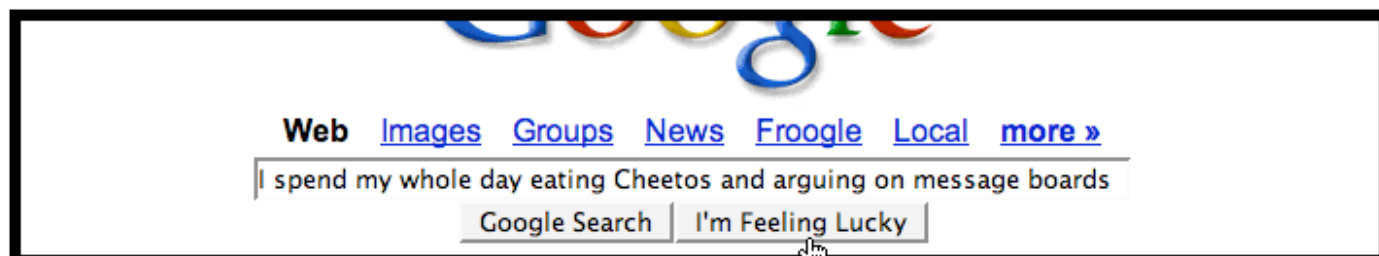 Google
Web Images Groups News Froogle Local more »
I spend my whole day eating Cheetos and arguing on message boards
Google Search I'm Feeling Lucky